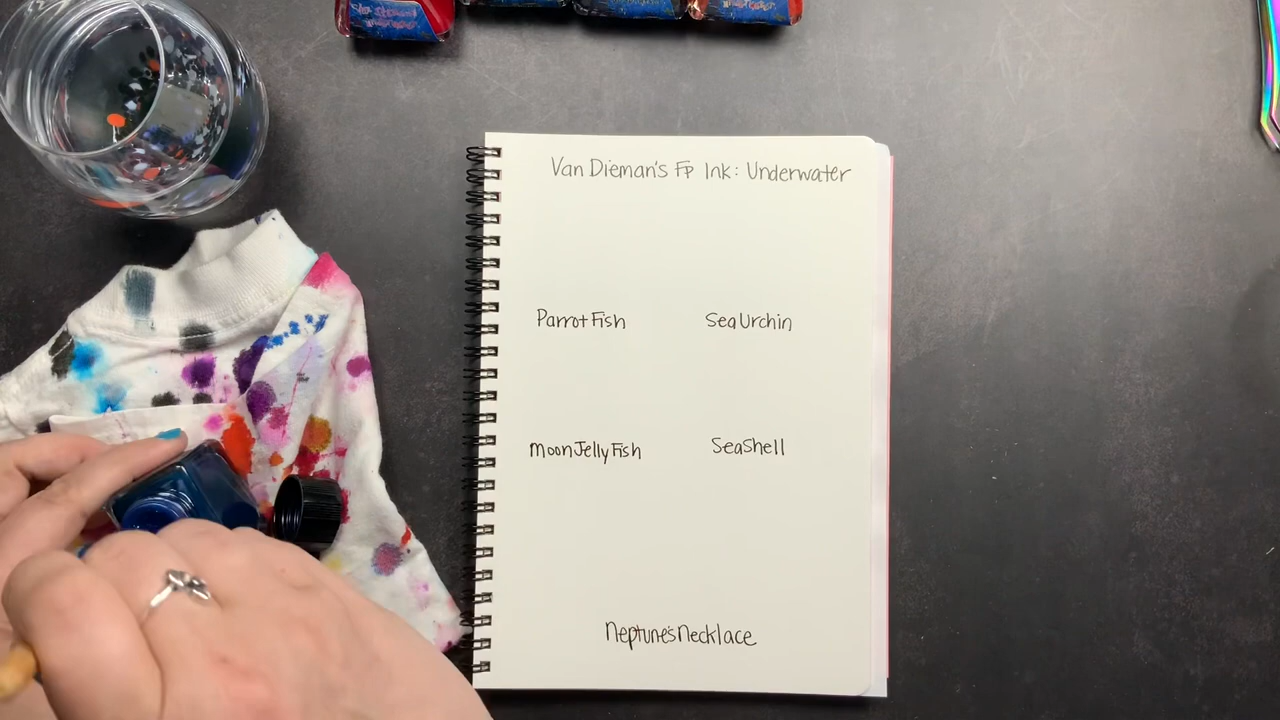 Van Dieman's Fp Ink: Underwater
Parrot Fish
Sea Urchin
Moon Jelly Fish
Sea Shell
Neptune's Necklace